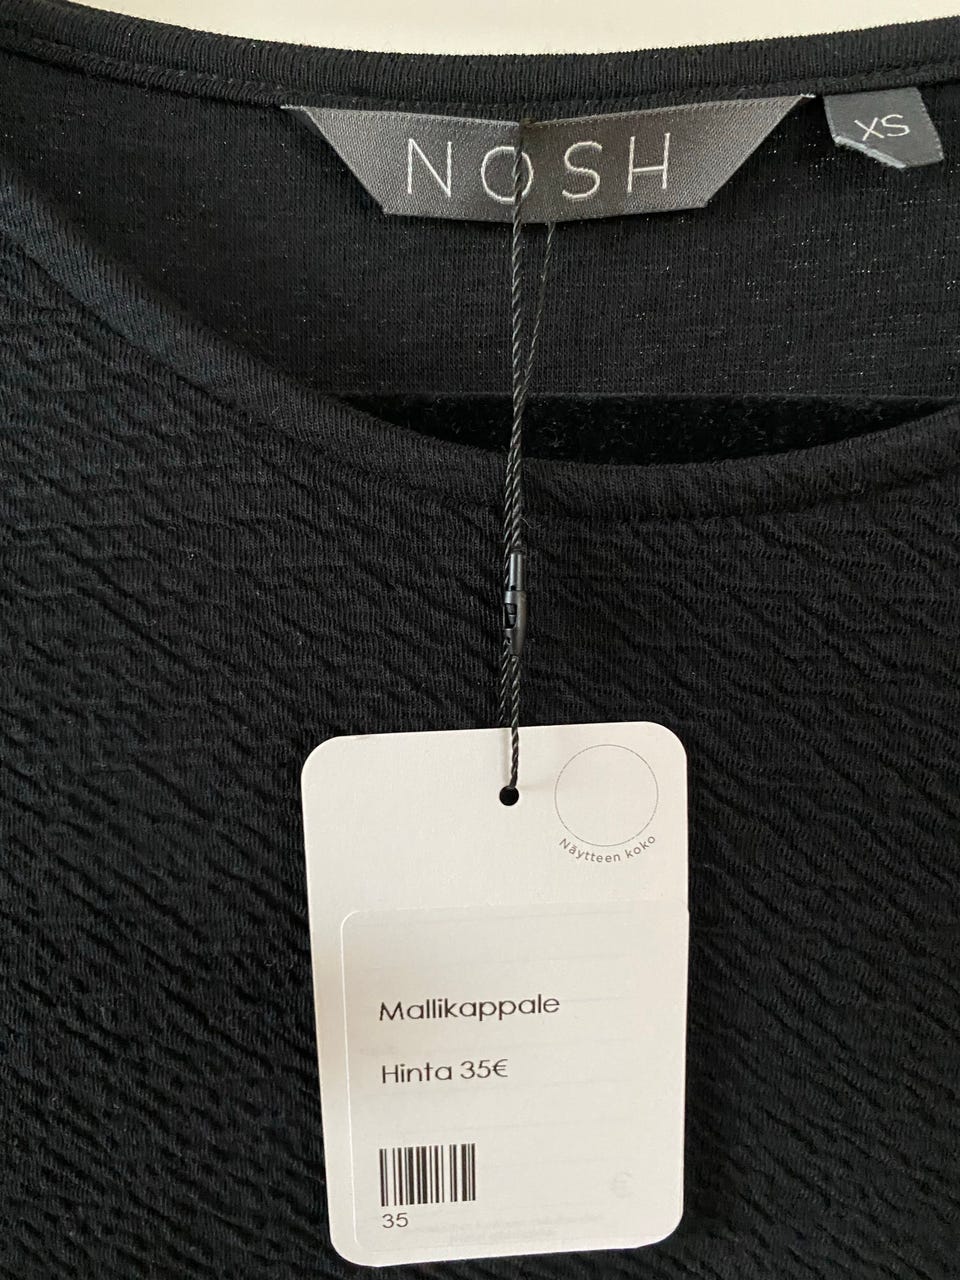 NOSH
XS
Näytteen koko
Mallikappale
Hinta 35€
35